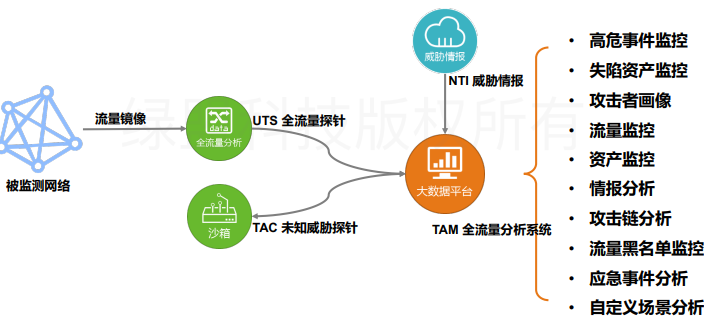 威胁情报
NTI 威胁情报
流量镜像
data
全流量分析
UTS 全流量探针
被监测网络
大数据平台
沙箱
TAC 未知威胁探针
TAM 全流量分析系统
• 高危事件监控
• 失陷资产监控
• 攻击者画像
• 流量监控
• 资产监控
• 情报分析
• 攻击链分析
• 流量黑名单监控
• 应急事件分析
• 自定义场景分析
绿盟科技版权所有